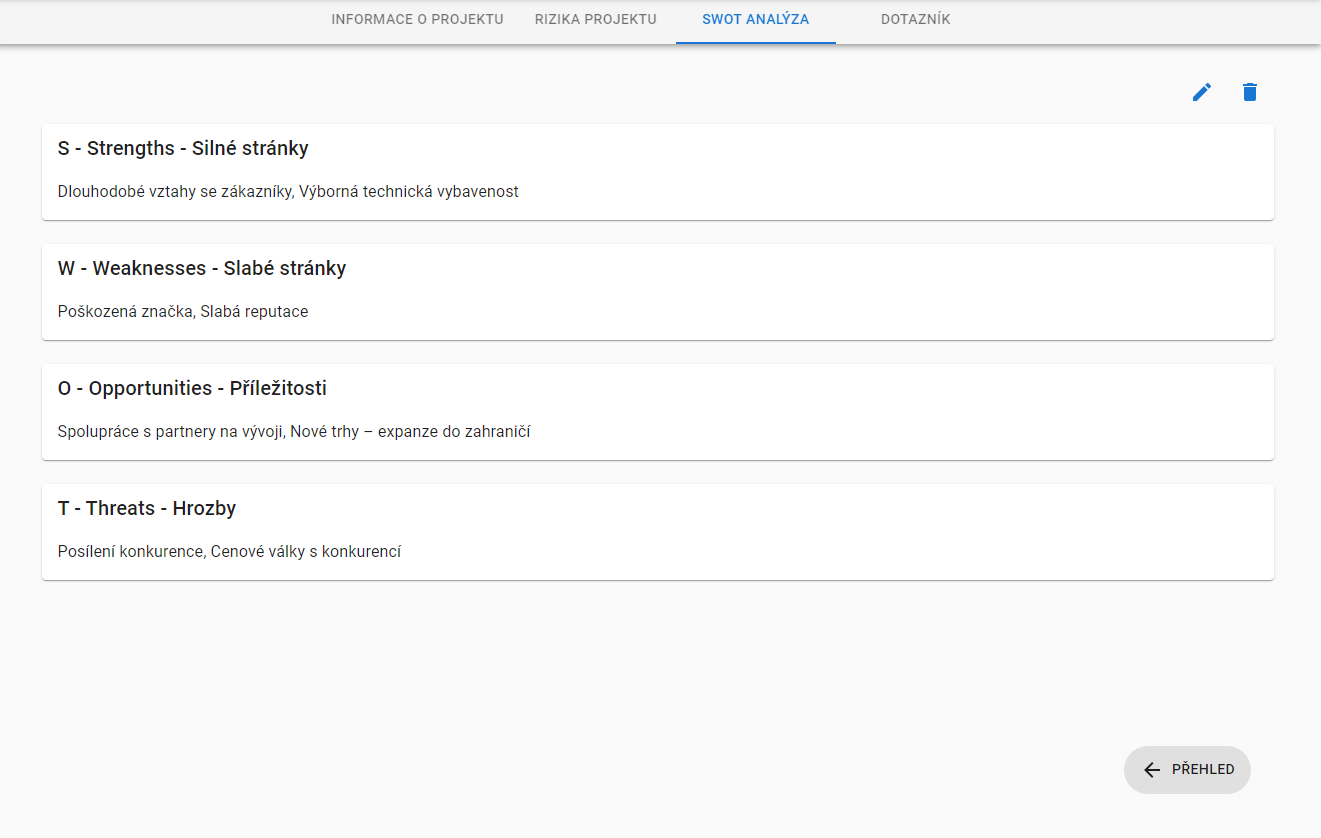 INFORMACE O PROJEKTU RIZIKA PROJEKTU SWOT ANALÝZA DOTAZNÍK
S - Strengths - Silné stránky
Dlouhodobé vztahy se zákazníky, Výborná technická vybavenost
W - Weaknesses - Slabé stránky
Poškozená značka, Slabá reputace
O - Opportunities - Příležitosti
Spolupráce s partnery na vývoji, Nové trhy – expanze do zahraničí
T - Threats - Hrozby
Posílení konkurence, Cenové války s konkurencí
PŘEHLED